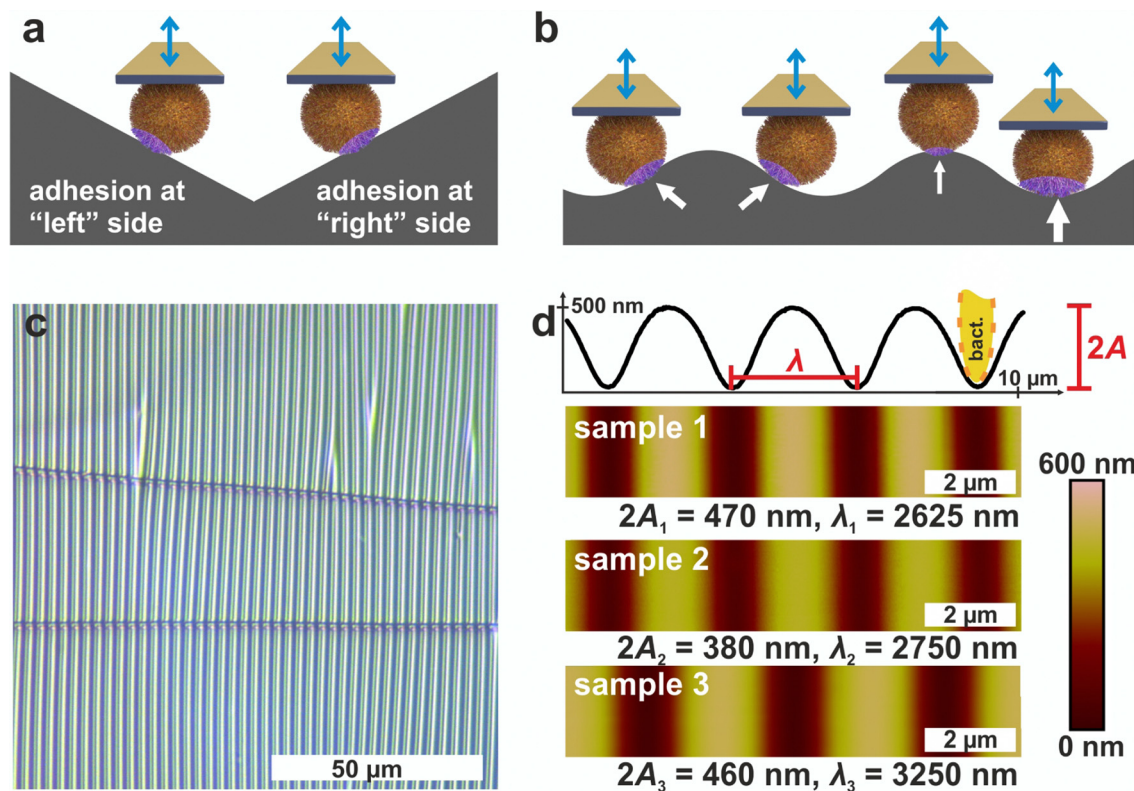 a
adhesion at
“left” side
adhesion at
“right” side
b
c
50 µm
d
500 nm
λ
bact.
2A
10 µm
sample 1
2 µm
2A₁ = 470 nm, λ₁ = 2625 nm
sample 2
2 µm
2A₂ = 380 nm, λ₂ = 2750 nm
sample 3
2 µm
2A₃ = 460 nm, λ₃ = 3250 nm
600 nm
0 nm